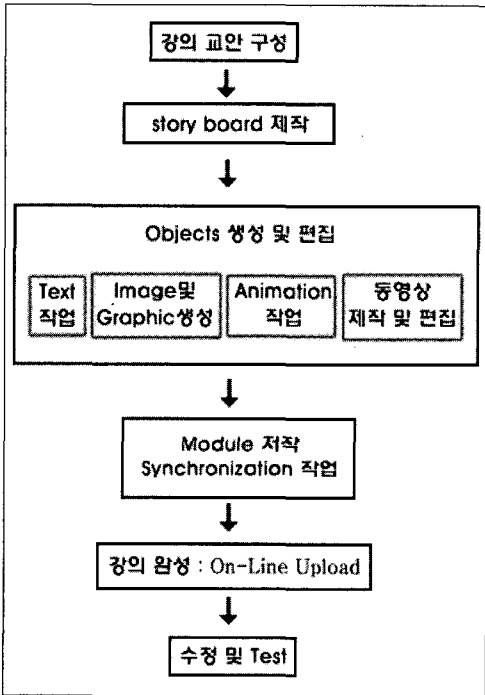 강의 교안 구성
story board 제작
Objects 생성 및 편집
Text
작업
Image및
Graphic생성
Animation
작업
동영상
제작 및 편집
Module 저작
Synchronization 작업
강의 완성 : On-Line Upload
수정 및 Test